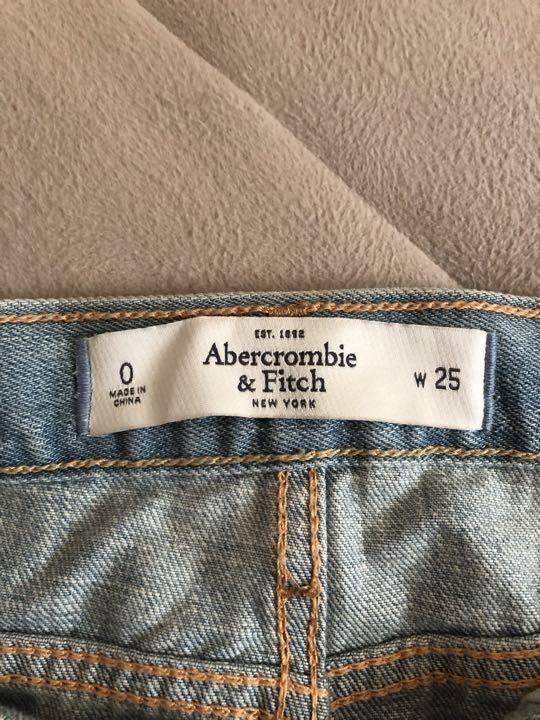 EST. 1892
Abercrombie
& Fitch
NEW YORK
0
MADE IN
CHINA
W 25